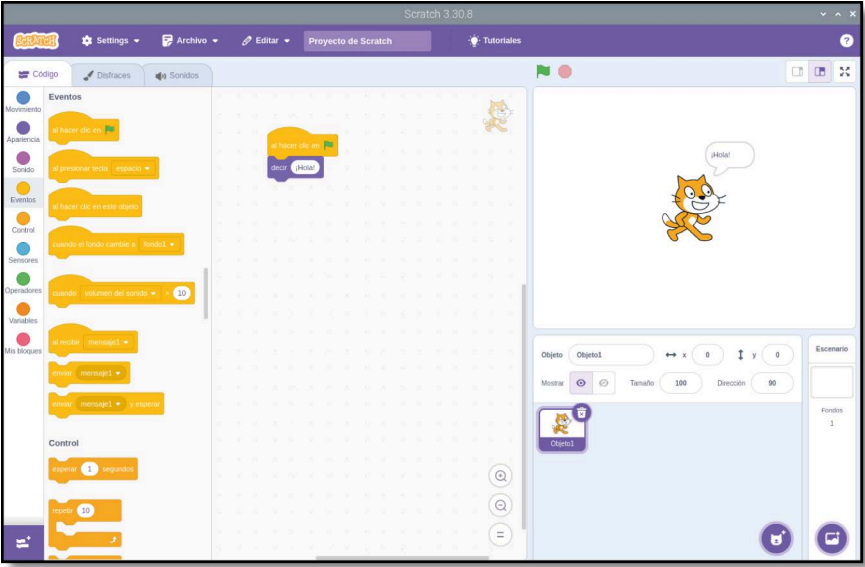 Scratch 3.30.8
SCRATCH Settings Archivo Editar Proyecto de Scratch Tutoriales ?
Código Disfraces Sonidos
Movimiento
Apariencia
Sonido
Eventos
Control
Sensores
Operadores
Variables
Mis bloques
Eventos
al hacer clic en
al presionar tecla espacio
al hacer clic en este objeto
cuando el fondo cambie a fondo1
cuando volumen del sonido > 10
al recibir mensaje1
enviar mensaje1
enviar mensaje1 y esperar
Control
esperar 1 segundos
repetir 10
al hacer clic en
decir ¡Hola!
¡Hola!
Objeto Objeto1 x 0 y 0
Mostrar Tamaño 100 Dirección 90
Objeto1
Escenario
Fondos
1